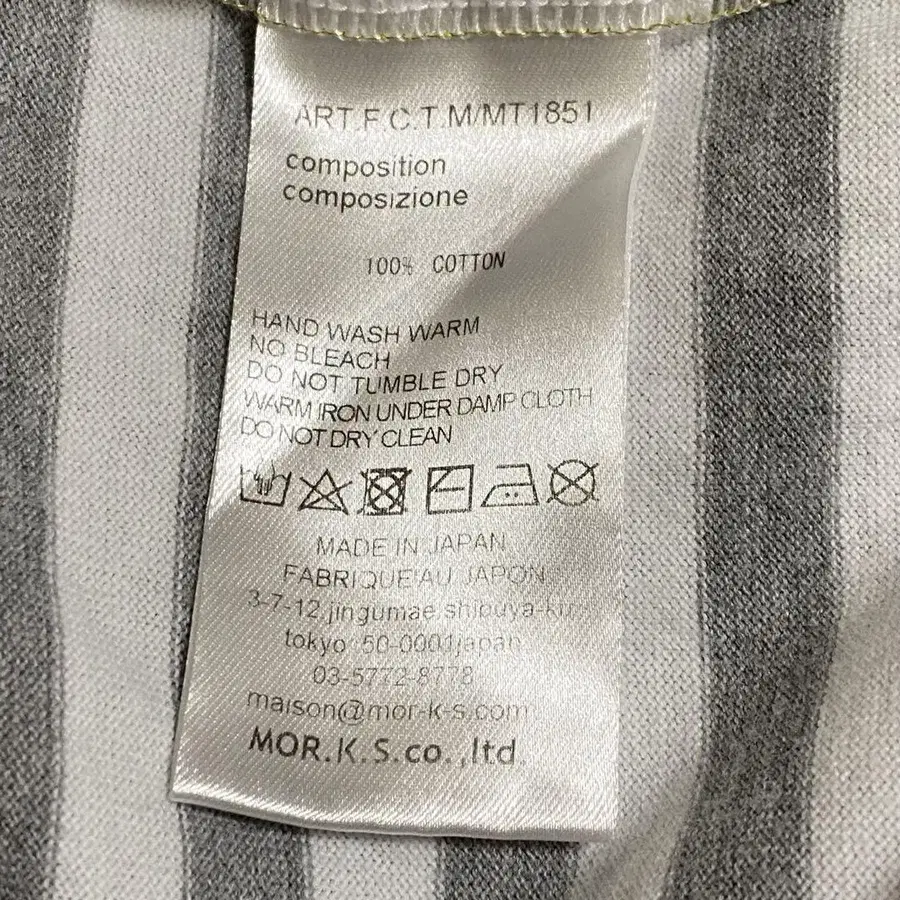 ART.F.C.T.M/MT1851
composition
composizione
100% COTTON
HAND WASH WARM
NO BLEACH
DO NOT TUMBLE DRY
WARM IRON UNDER DAMP CLOTH
DO NOT DRY CLEAN
MADE IN JAPAN
FABRIQUE AU JAPON
3-7-12,jingumae,shibuya-ku
tokyo 50-0001japan
03-5772-8778
maison@mor-k-s.com
MOR.K.S.co.,ltd.